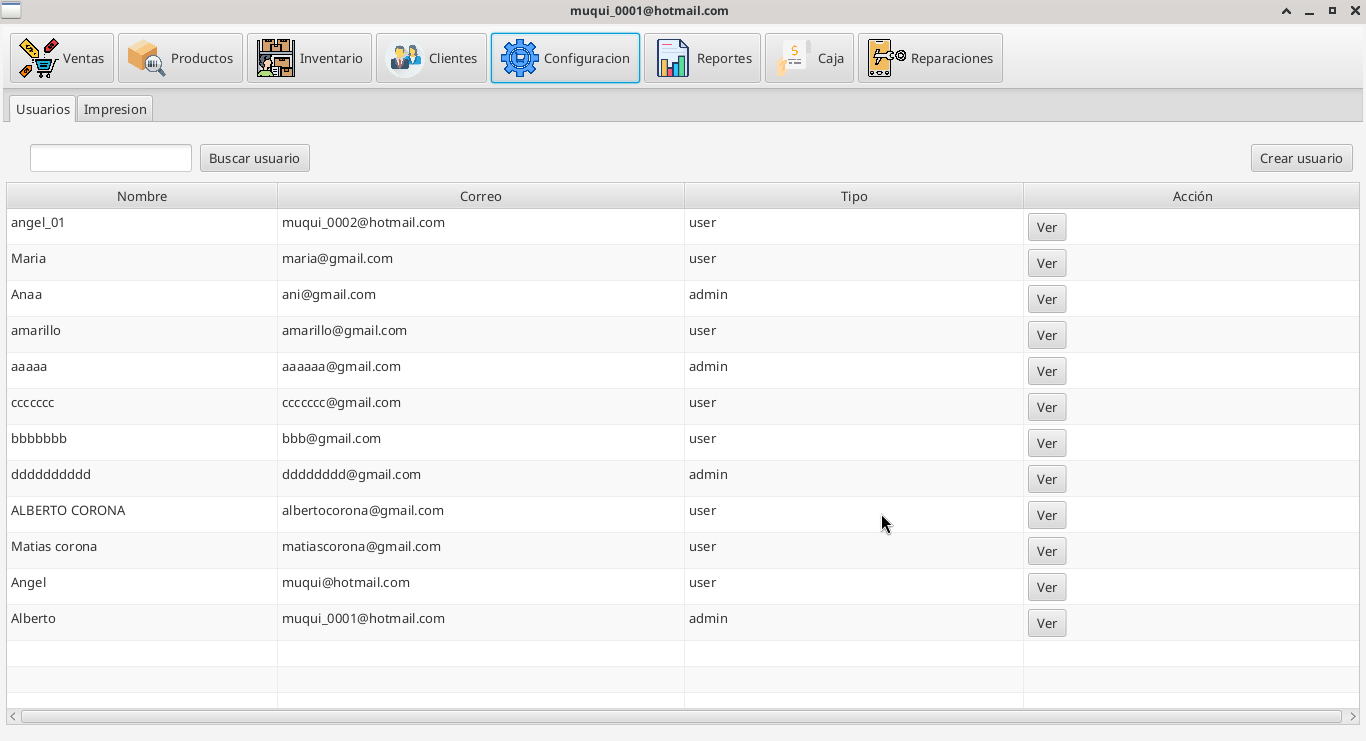 muqui_0001@hotmail.com
Ventas Productos Inventario Clientes Configuracion Reportes Caja Reparaciones
Usuarios Impresion
Buscar usuario Crear usuario
Nombre Correo Tipo Acción
angel_01 muqui_0002@hotmail.com user Ver
Maria maria@gmail.com user Ver
Anaa ani@gmail.com admin Ver
amarillo amarillo@gmail.com user Ver
aaaaa aaaaaa@gmail.com admin Ver
ccccccc ccccccc@gmail.com user Ver
bbbbbbb bbb@gmail.com user Ver
dddddddddd dddddddd@gmail.com admin Ver
ALBERTO CORONA albertocorona@gmail.com user Ver
Matias corona matiascorona@gmail.com user Ver
Angel muqui@hotmail.com user Ver
Alberto muqui_0001@hotmail.com admin Ver